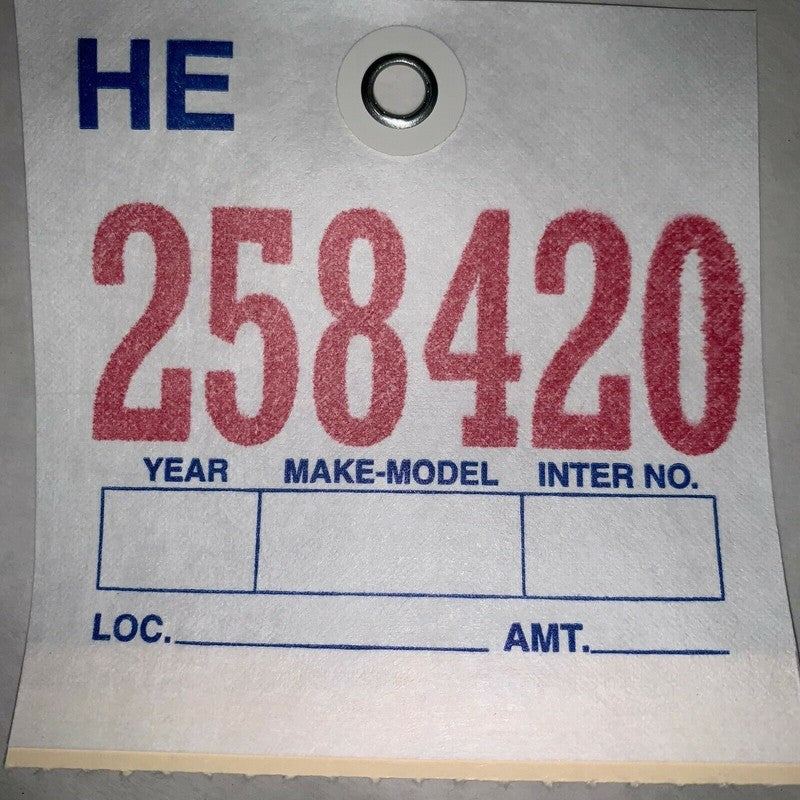 HE
258420
YEAR MAKE-MODEL INTER NO.
LOC. AMT.